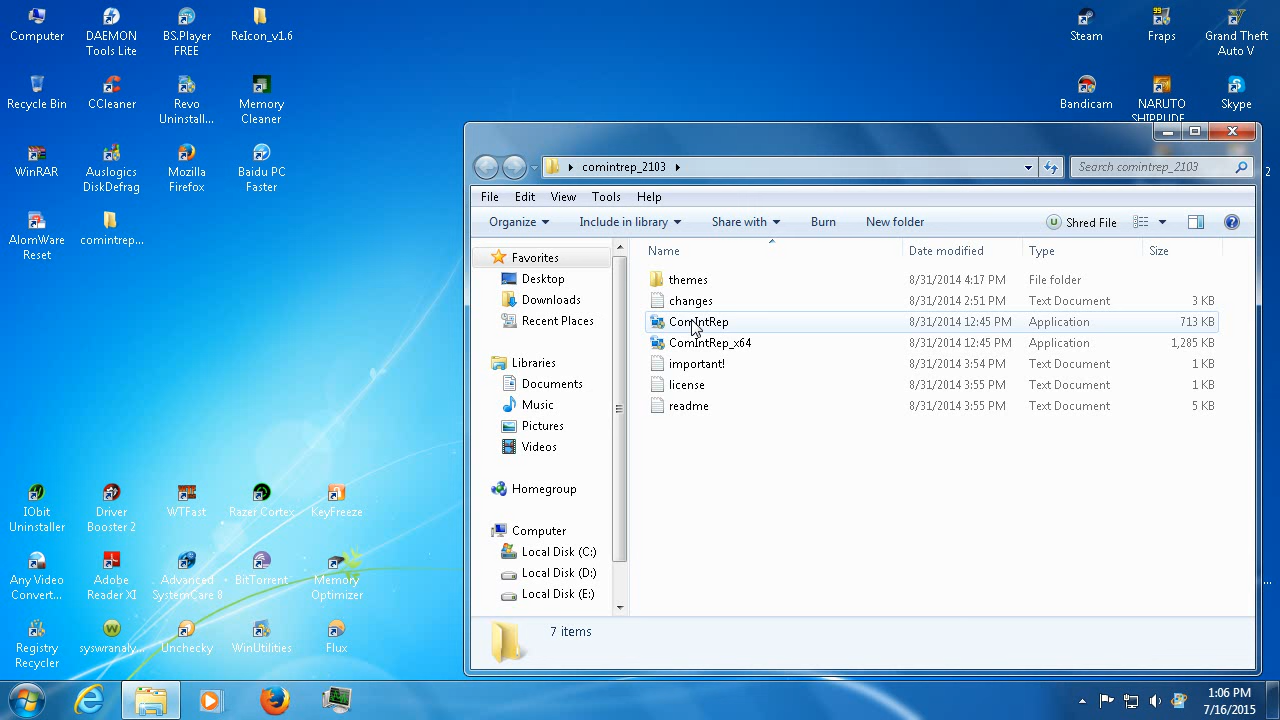 Computer
DAEMON
Tools Lite
BS.Player
FREE
ReIcon_v1.6
Steam
Fraps
99
Grand Theft
Auto V
Recycle Bin
CCleaner
Revo
Uninstall...
Memory
Cleaner
Bandicam
NARUTO
SHIPPUDE
Skype
WinRAR
Auslogics
DiskDefrag
Mozilla
Firefox
Baidu PC
Faster
2
AlomWare
Reset
comintrep...
comintrep_2103
Search comintrep_2103
File Edit View Tools Help
Organize Include in library Share with Burn New folder Shred File
Name Date modified Type Size
Favorites
Desktop
Downloads
Recent Places
Libraries
Documents
Music
Pictures
Videos
Homegroup
Computer
Local Disk (C:)
Local Disk (D:)
Local Disk (E:)
themes 8/31/2014 4:17 PM File folder
changes 8/31/2014 2:51 PM Text Document 3 KB
ComIntRep 8/31/2014 12:45 PM Application 713 KB
ComIntRep_x64 8/31/2014 12:45 PM Application 1,285 KB
important! 8/31/2014 3:54 PM Text Document 1 KB
license 8/31/2014 3:55 PM Text Document 1 KB
readme 8/31/2014 3:55 PM Text Document 5 KB
7 items
IObit
Uninstaller
Driver
Booster 2
WTFast
Razer Cortex
KeyFreeze
Any Video
Convert...
Adobe
Reader XI
Advanced
SystemCare 8
BitTorrent
Memory
Optimizer
...
Registry
Recycler
syswranaly...
Unchecky
WinUtilities
Flux
1:06 PM
7/16/2015